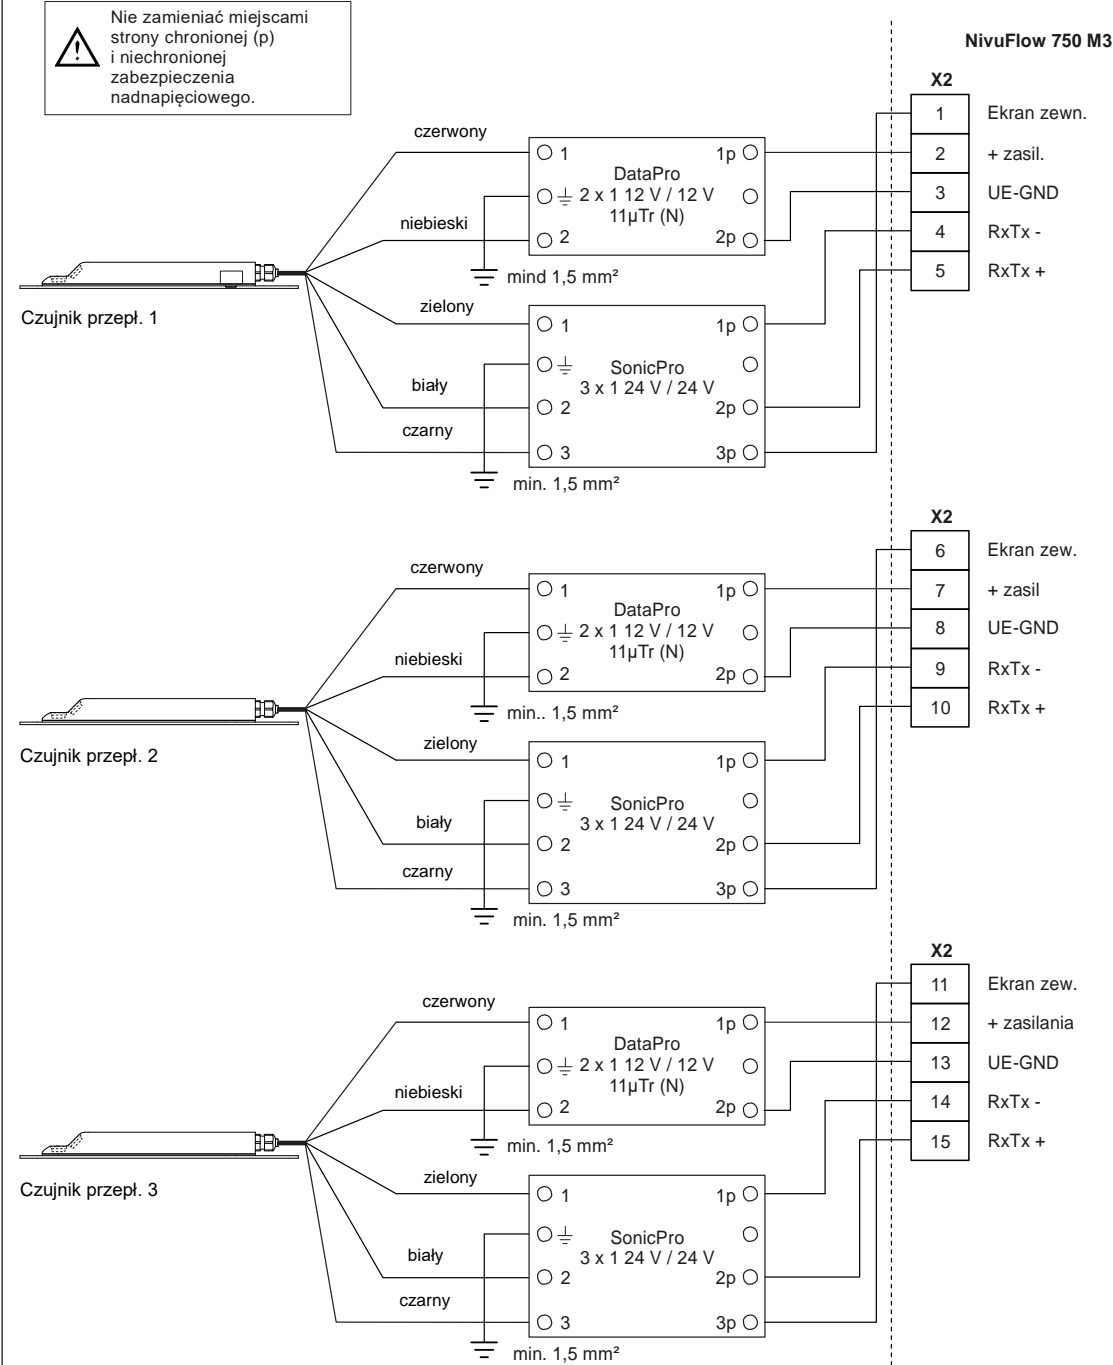 Nie zamieniać miejscami
strony chronionej (p)
i niechronionej
zabezpieczenia
nadnapięciowego.
NivuFlow 750 M3
X2
1 Ekran zewn.
2 + zasil.
3 UE-GND
4 RxTx -
5 RxTx +
czerwony
niebieski
zielony
biały
czarny
1 1p
DataPro
2 x 1 12 V / 12 V
11µTr (N)
2 2p
mind 1,5 mm²
1 1p
SonicPro
3 x 1 24 V / 24 V
2 2p
3 3p
min. 1,5 mm²
Czujnik przepł. 1
X2
6 Ekran zew.
7 + zasil
8 UE-GND
9 RxTx -
10 RxTx +
czerwony
niebieski
zielony
biały
czarny
1 1p
DataPro
2 x 1 12 V / 12 V
11µTr (N)
2 2p
min.. 1,5 mm²
1 1p
SonicPro
3 x 1 24 V / 24 V
2 2p
3 3p
min. 1,5 mm²
Czujnik przepł. 2
X2
11 Ekran zew.
12 + zasilania
13 UE-GND
14 RxTx -
15 RxTx +
czerwony
niebieski
zielony
biały
czarny
1 1p
DataPro
2 x 1 12 V / 12 V
11µTr (N)
2 2p
min. 1,5 mm²
1 1p
SonicPro
3 x 1 24 V / 24 V
2 2p
3 3p
min. 1,5 mm²
Czujnik przepł. 3